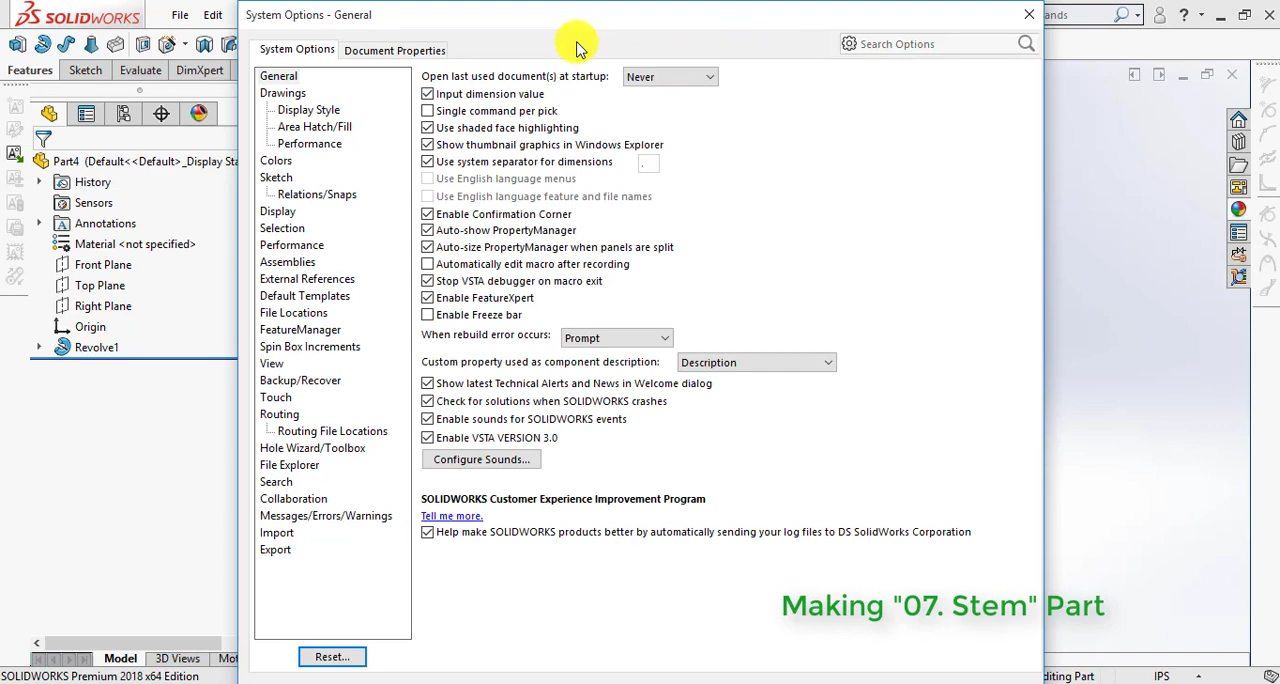 SOLIDWORKS
File
Edit
System Options - General
ands
?
System Options
Document Properties
Search Options
Features
Sketch
Evaluate
DimXpert
Part4 (Default<<Default>_Display Sta
History
Sensors
Annotations
Material <not specified>
Front Plane
Top Plane
Right Plane
Origin
Revolve1
General
Drawings
Display Style
Area Hatch/Fill
Performance
Colors
Sketch
Relations/Snaps
Display
Selection
Performance
Assemblies
External References
Default Templates
File Locations
FeatureManager
Spin Box Increments
View
Backup/Recover
Touch
Routing
Routing File Locations
Hole Wizard/Toolbox
File Explorer
Search
Collaboration
Messages/Errors/Warnings
Import
Export
Reset...
Open last used document(s) at startup:
Never
Input dimension value
Single command per pick
Use shaded face highlighting
Show thumbnail graphics in Windows Explorer
Use system separator for dimensions
.
Use English language menus
Use English language feature and file names
Enable Confirmation Corner
Auto-show PropertyManager
Auto-size PropertyManager when panels are split
Automatically edit macro after recording
Stop VSTA debugger on macro exit
Enable FeatureXpert
Enable Freeze bar
When rebuild error occurs:
Prompt
Custom property used as component description:
Description
Show latest Technical Alerts and News in Welcome dialog
Check for solutions when SOLIDWORKS crashes
Enable sounds for SOLIDWORKS events
Enable VSTA VERSION 3.0
Configure Sounds...
SOLIDWORKS Customer Experience Improvement Program
Tell me more.
Help make SOLIDWORKS products better by automatically sending your log files to DS SolidWorks Corporation
Making "07. Stem" Part
Model
3D Views
Mot
SOLIDWORKS Premium 2018 x64 Edition
diting Part
IPS